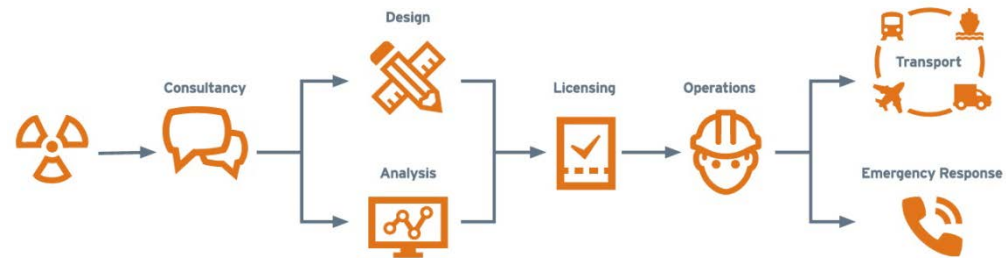 Design
Consultancy
Analysis
Licensing
Operations
Transport
Emergency Response